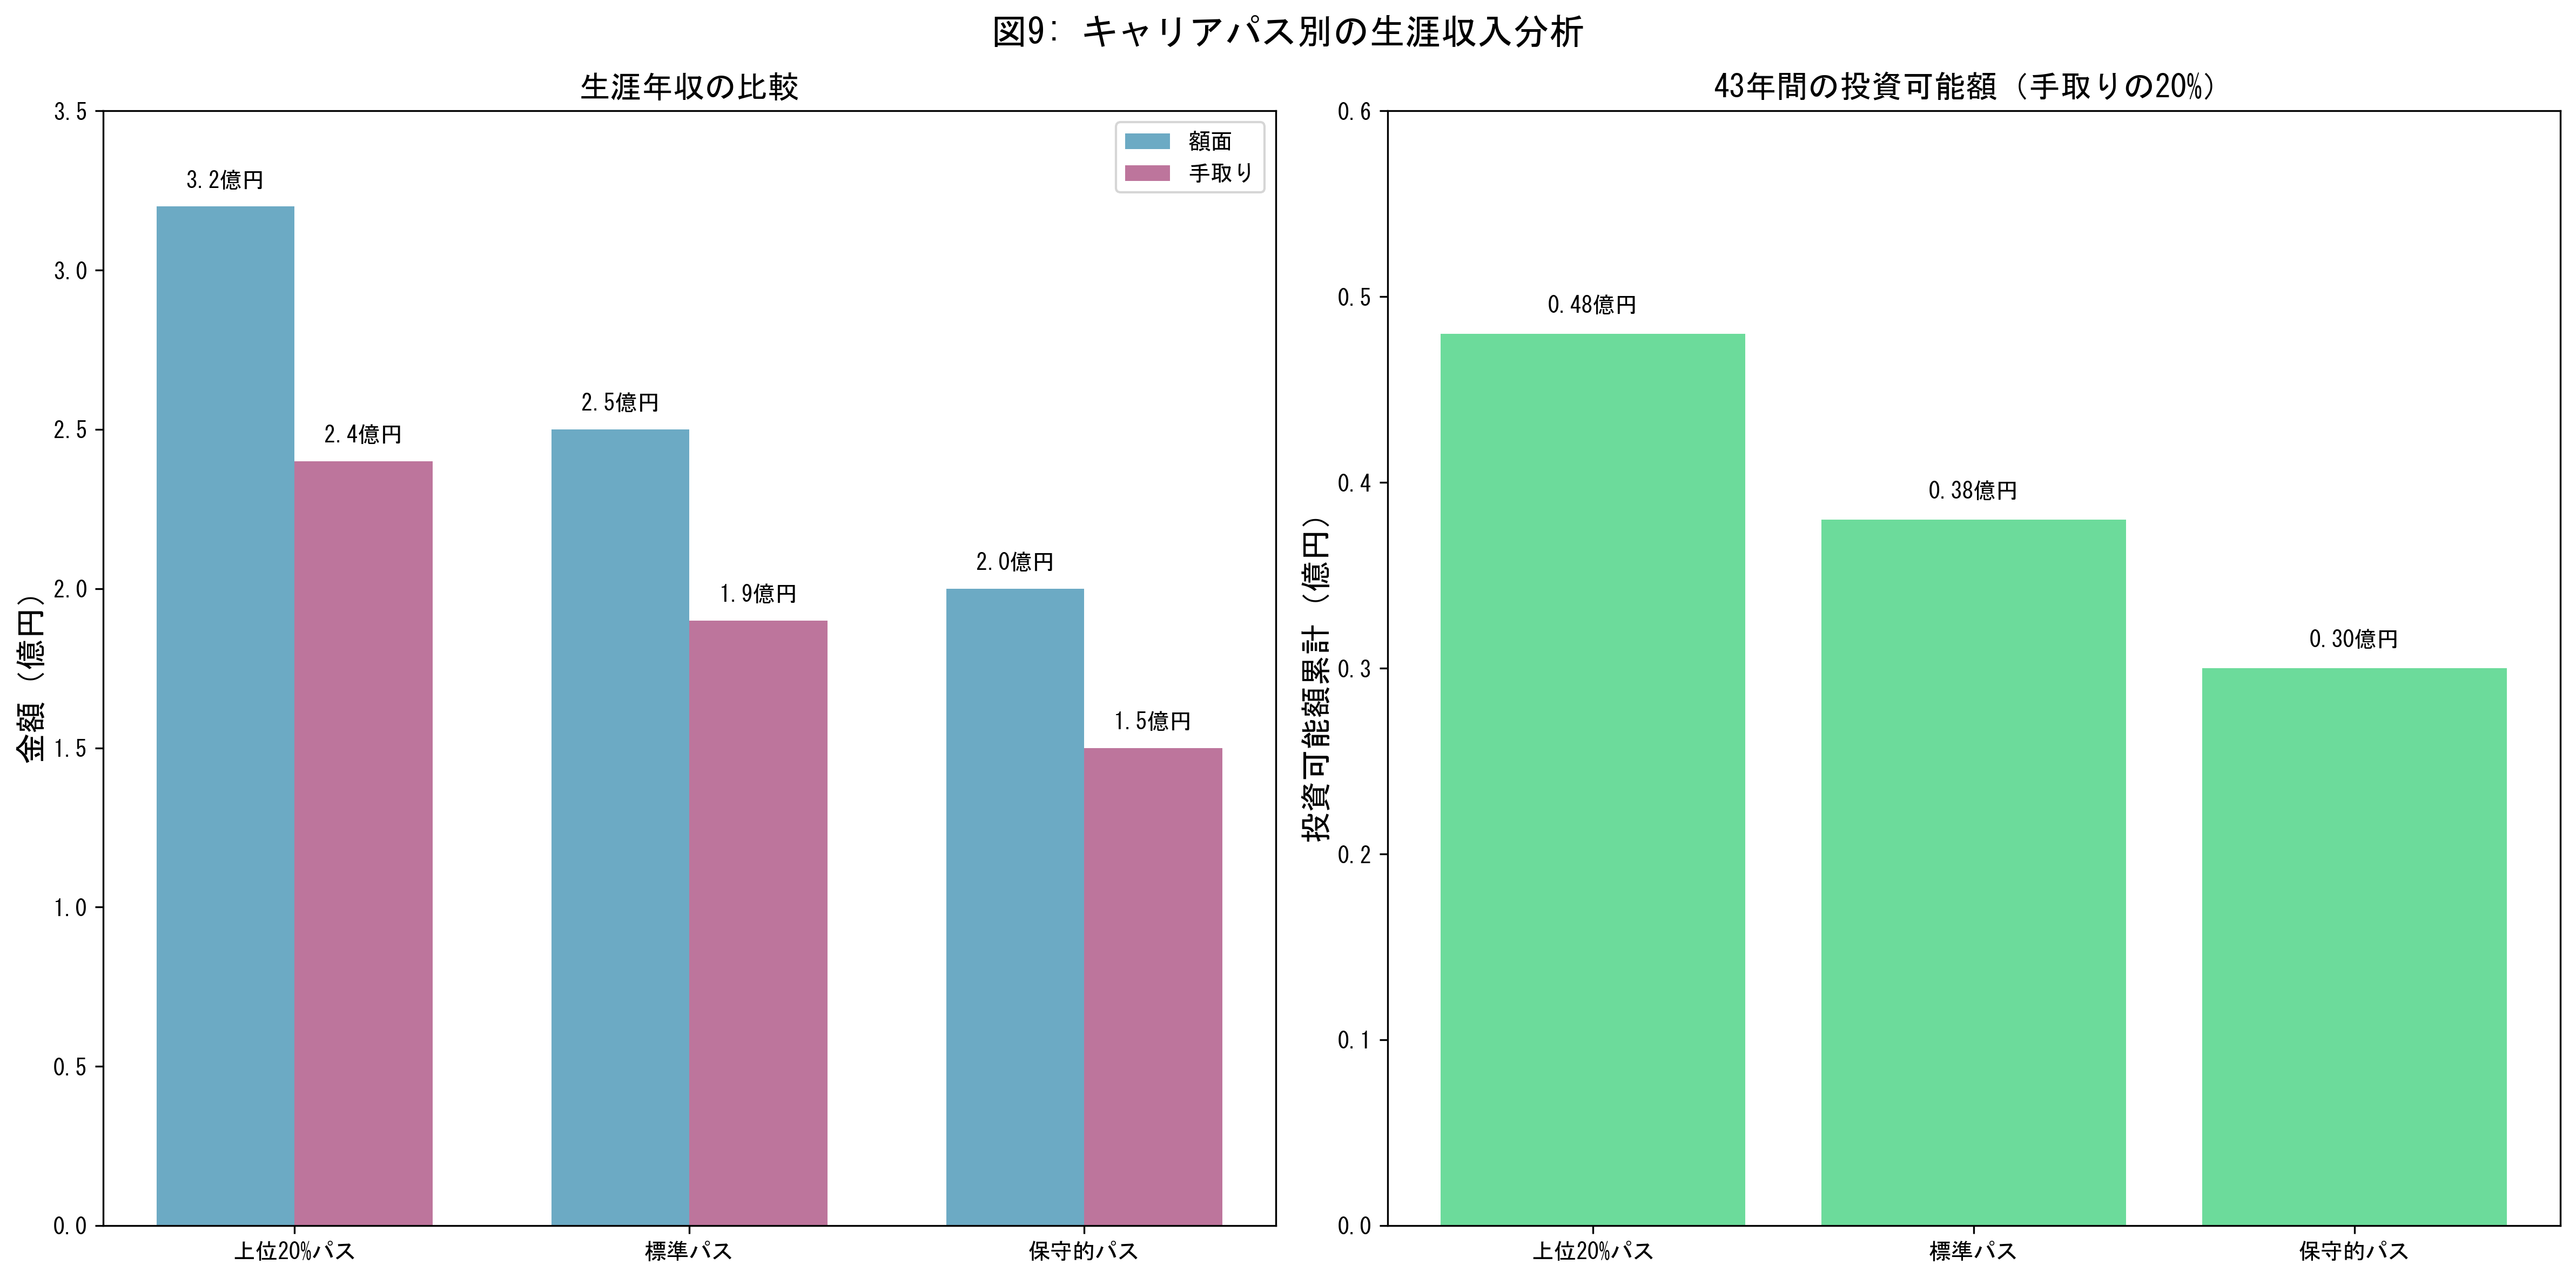 図9: キャリアパス別の生涯収入分析
生涯年収の比較
金額 (億円)
3.5
3.0
2.5
2.0
1.5
1.0
0.5
0.0
額面
手取り
3.2億円
2.4億円
2.5億円
1.9億円
2.0億円
1.5億円
上位20%パス
標準パス
保守的パス
43年間の投資可能額 (手取りの20%)
投資可能額累計 (億円)
0.6
0.5
0.4
0.3
0.2
0.1
0.0
0.48億円
0.38億円
0.30億円
上位20%パス
標準パス
保守的パス